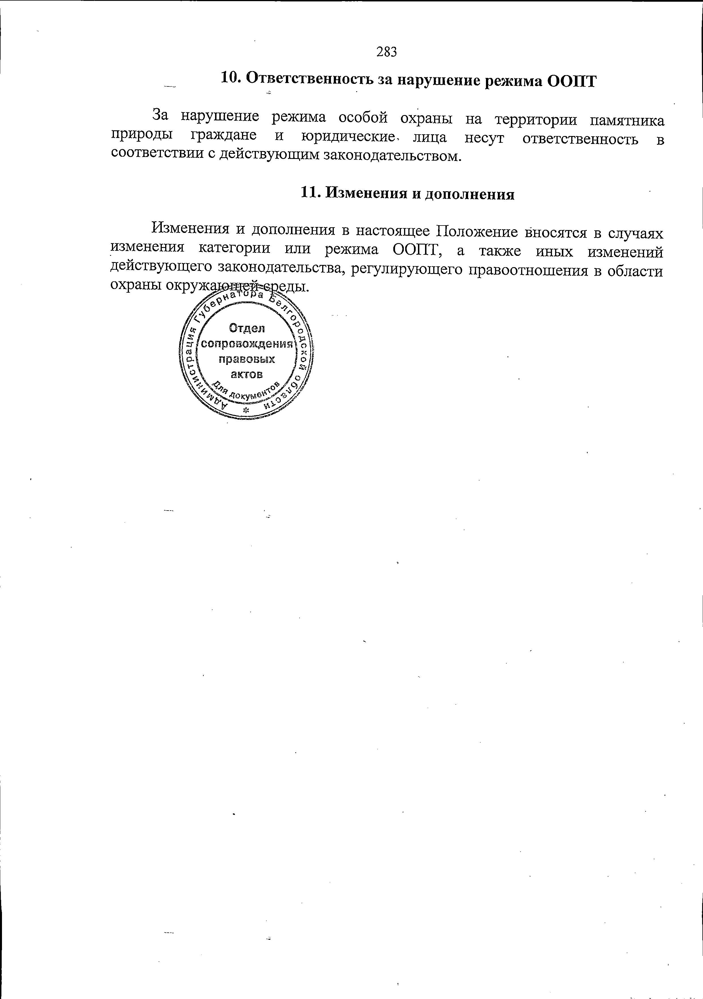 283
10. Ответственность за нарушение режима ООПТ
За нарушение режима особой охраны на территории памятника
природы граждане и юридические лица несут ответственность в
соответствии с действующим законодательством.
11. Изменения и дополнения
Изменения и дополнения в настоящее Положение вносятся в случаях
изменения категории или режима ООПТ, а также иных изменений
действующего законодательства, регулирующего правоотношения в области
охраны окружающей среды.
Администрация Губернатора Белгородской области
Отдел
сопровождения
правовых
актов
Для документов
*